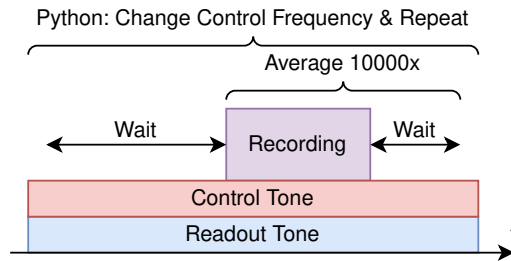 Python: Change Control Frequency & Repeat
Average 10000x
Wait
Recording
Wait
Control Tone
Readout Tone